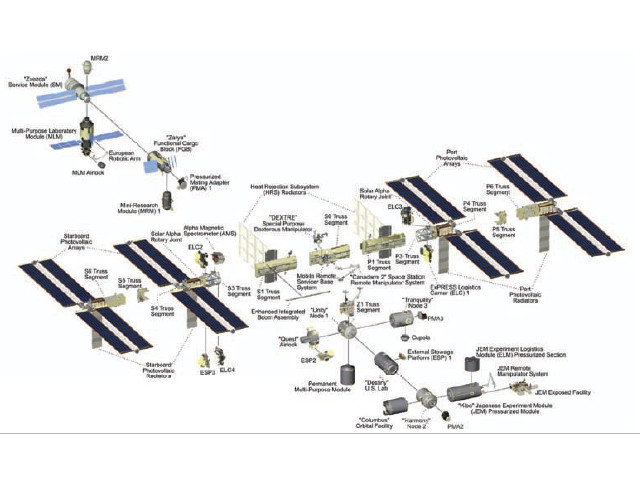 MRM2
"Zvezda"
Service Module (SM)
Multi-Purpose Laboratory
Module (MLM)
European
Robotic Arm
MLM Airlock
"Zarya"
Functional Cargo
Block (FGB)
Pressurized
Mating Adapter
(PMA) 1
Mini-Research
Module (MRM) 1
Heat Rejection Subsystem
(HRS) Radiators
"DEXTRE"
Special Purpose
Dexterous Manipulator
S0 Truss
Segment
Solar Alpha
Rotary Joint
ELC3
Port
Photovoltaic
Arrays
P6 Truss
Segment
P4 Truss
Segment
P5 Truss
Segment
P3 Truss
Segment
P1 Truss
Segment
"Canadarm 2" Space Station
Remote Manipulator System
Mobile Remote
Servicer Base
System
ExPRESS Logistics
Carrier (ELC) 1
Port
Photovoltaic
Radiators
Starboard
Photovoltaic
Arrays
Solar Alpha
Rotary Joint
Alpha Magnetic
Spectrometer (AMS)
ELC2
S6 Truss
Segment
S5 Truss
Segment
S4 Truss
Segment
S3 Truss
Segment
S1 Truss
Segment
Enhanced Integrated
Boom Assembly
Starboard
Photovoltaic
Radiators
ESP3
ELC4
"Unity"
Node 1
Z1 Truss
Segment
"Tranquility"
Node 3
PMA3
Cupola
External Stowage
Platform (ESP) 1
"Quest"
Airlock
ESP2
Permanent
Multi-Purpose Module
"Destiny"
U.S. Lab
"Columbus"
Orbital Facility
"Harmony"
Node 2
PMA2
JEM Experiment Logistics
Module (ELM) Pressurized Section
JEM Remote
Manipulator System
JEM Exposed Facility
"Kibo" Japanese Experiment Module
(JEM) Pressurized Module